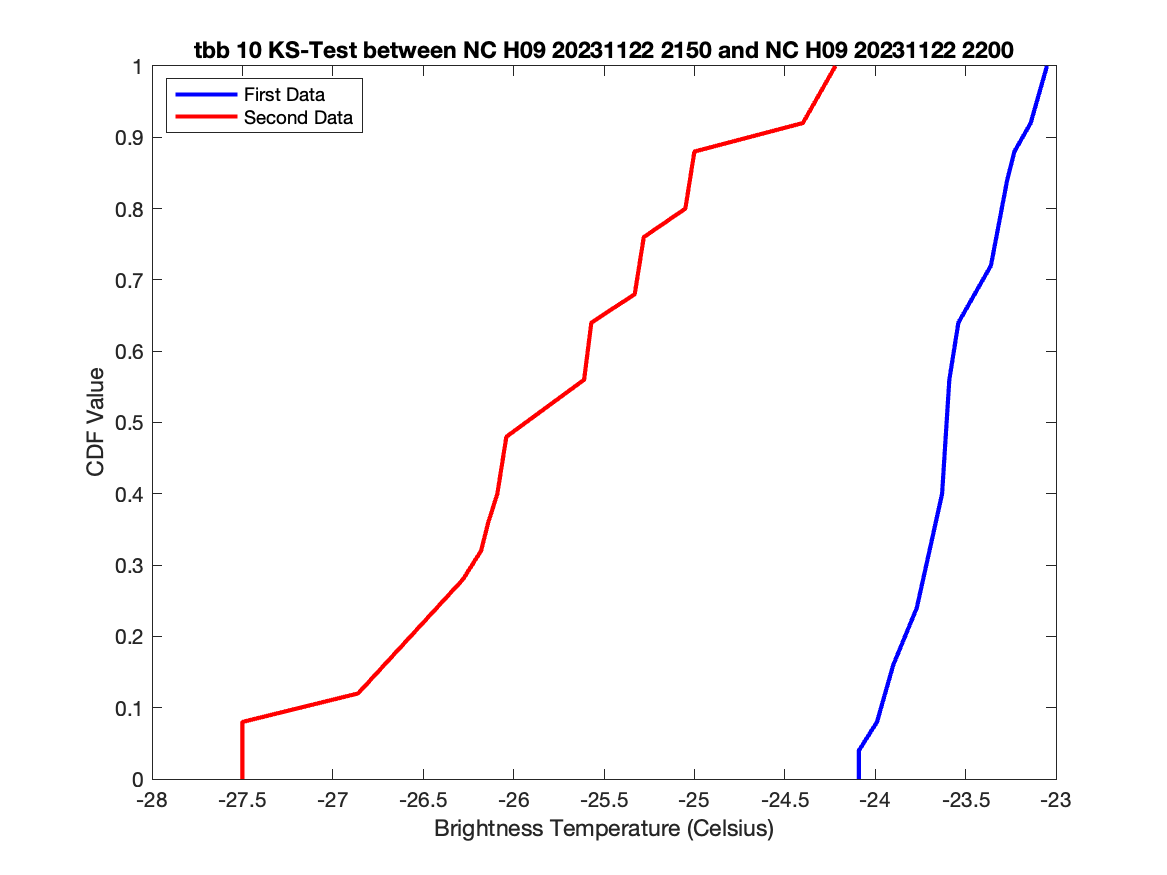 tbb 10 KS-Test between NC H09 20231122 2150 and NC H09 20231122 2200
First Data
Second Data
1
0.9
0.8
0.7
0.6
0.5
0.4
0.3
0.2
0.1
0
CDF Value
-28 -27.5 -27 -26.5 -26 -25.5 -25 -24.5 -24 -23.5 -23
Brightness Temperature (Celsius)